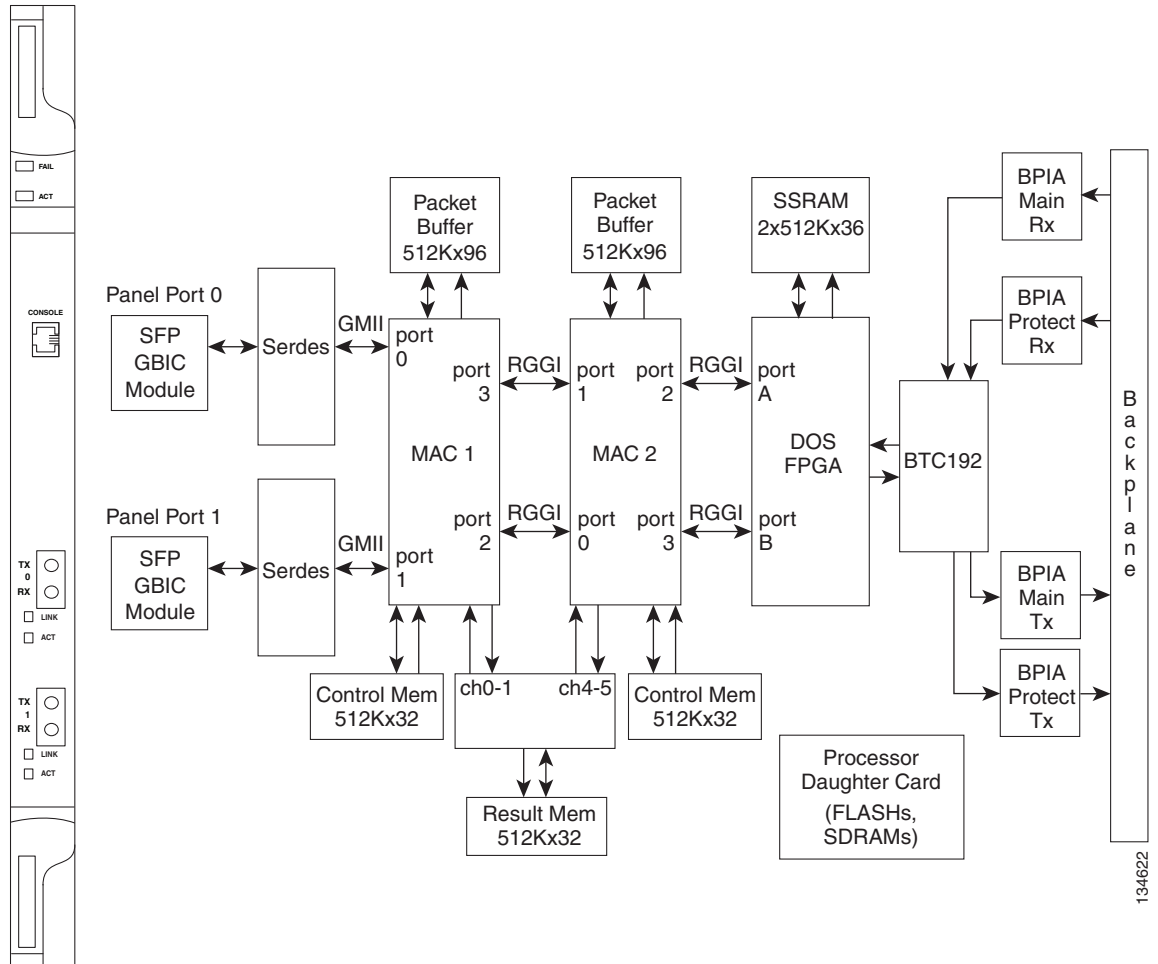 FAIL
ACT
CONSOLE
TX
0
RX
LINK
ACT
TX
1
RX
LINK
ACT
Panel Port 0
SFP
GBIC
Module
Serdes
GMII
Packet
Buffer
512Kx96
port
0
port
3
MAC 1
port
2
port
1
Panel Port 1
SFP
GBIC
Module
Serdes
GMII
RGGI
RGGI
Packet
Buffer
512Kx96
port
1
port
2
MAC 2
port
0
port
3
RGGI
RGGI
SSRAM
2x512Kx36
port
A
DOS
FPGA
port
B
BTC192
BPIA
Main
Rx
BPIA
Protect
Rx
BPIA
Main
Tx
BPIA
Protect
Tx
Backplane
Control Mem
512Kx32
ch0-1
ch4-5
Control Mem
512Kx32
Result Mem
512Kx32
Processor
Daughter Card
(FLASHs,
SDRAMs)
134622